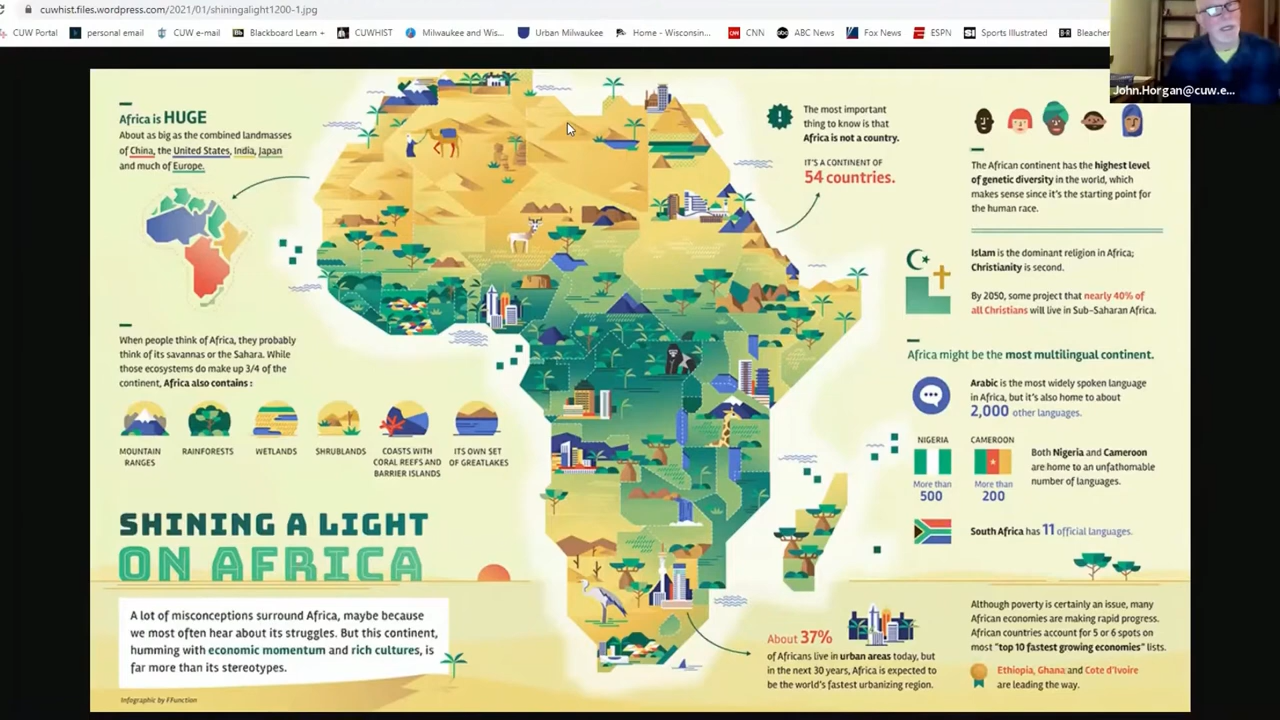 cuwhist.files.wordpress.com/2021/01/shiningalight1200-1.jpg
CUW Portal
personal email
CUW e-mail
Blackboard Learn
CUWHIST
Milwaukee and Wis...
Urban Milwaukee
Home - Wisconsin...
CNN
ABC News
Fox News
ESPN
Sports Illustrated
Bleacher
John.Horgan@cuw.e...
Africa is HUGE
About as big as the combined landmasses
of China, the United States, India, Japan
and much of Europe.
When people think of Africa, they probably
think of its savannas or the Sahara. While
those ecosystems do make up 3/4 of the
continent, Africa also contains :
MOUNTAIN
RANGES
RAINFORESTS
WETLANDS
SHRUBLANDS
COASTS WITH
CORAL REEFS AND
BARRIER ISLANDS
ITS OWN SET
OF GREATLAKES
SHINING A LIGHT
ON AFRICA
A lot of misconceptions surround Africa, maybe because
we most often hear about its struggles. But this continent,
humming with economic momentum and rich cultures, is
far more than its stereotypes.
Infographic by FFunction
The most important
thing to know is that
Africa is not a country.
IT'S A CONTINENT OF
54 countries.
About 37%
of Africans live in urban areas today, but
in the next 30 years, Africa is expected to
be the world's fastest urbanizing region.
The African continent has the highest level
of genetic diversity in the world, which
makes sense since it's the starting point for
the human race.
Islam is the dominant religion in Africa;
Christianity is second.
By 2050, some project that nearly 40% of
all Christians will live in Sub-Saharan Africa.
Africa might be the most multilingual continent.
Arabic is the most widely spoken language
in Africa, but it's also home to about
2,000 other languages.
NIGERIA
More than
500
CAMEROON
More than
200
Both Nigeria and Cameroon
are home to an unfathomable
number of languages.
South Africa has 11 official languages.
Although poverty is certainly an issue, many
African economies are making rapid progress.
African countries account for 5 or 6 spots on
most "top 10 fastest growing economies" lists.
Ethiopia, Ghana and Cote d'Ivoire
are leading the way.